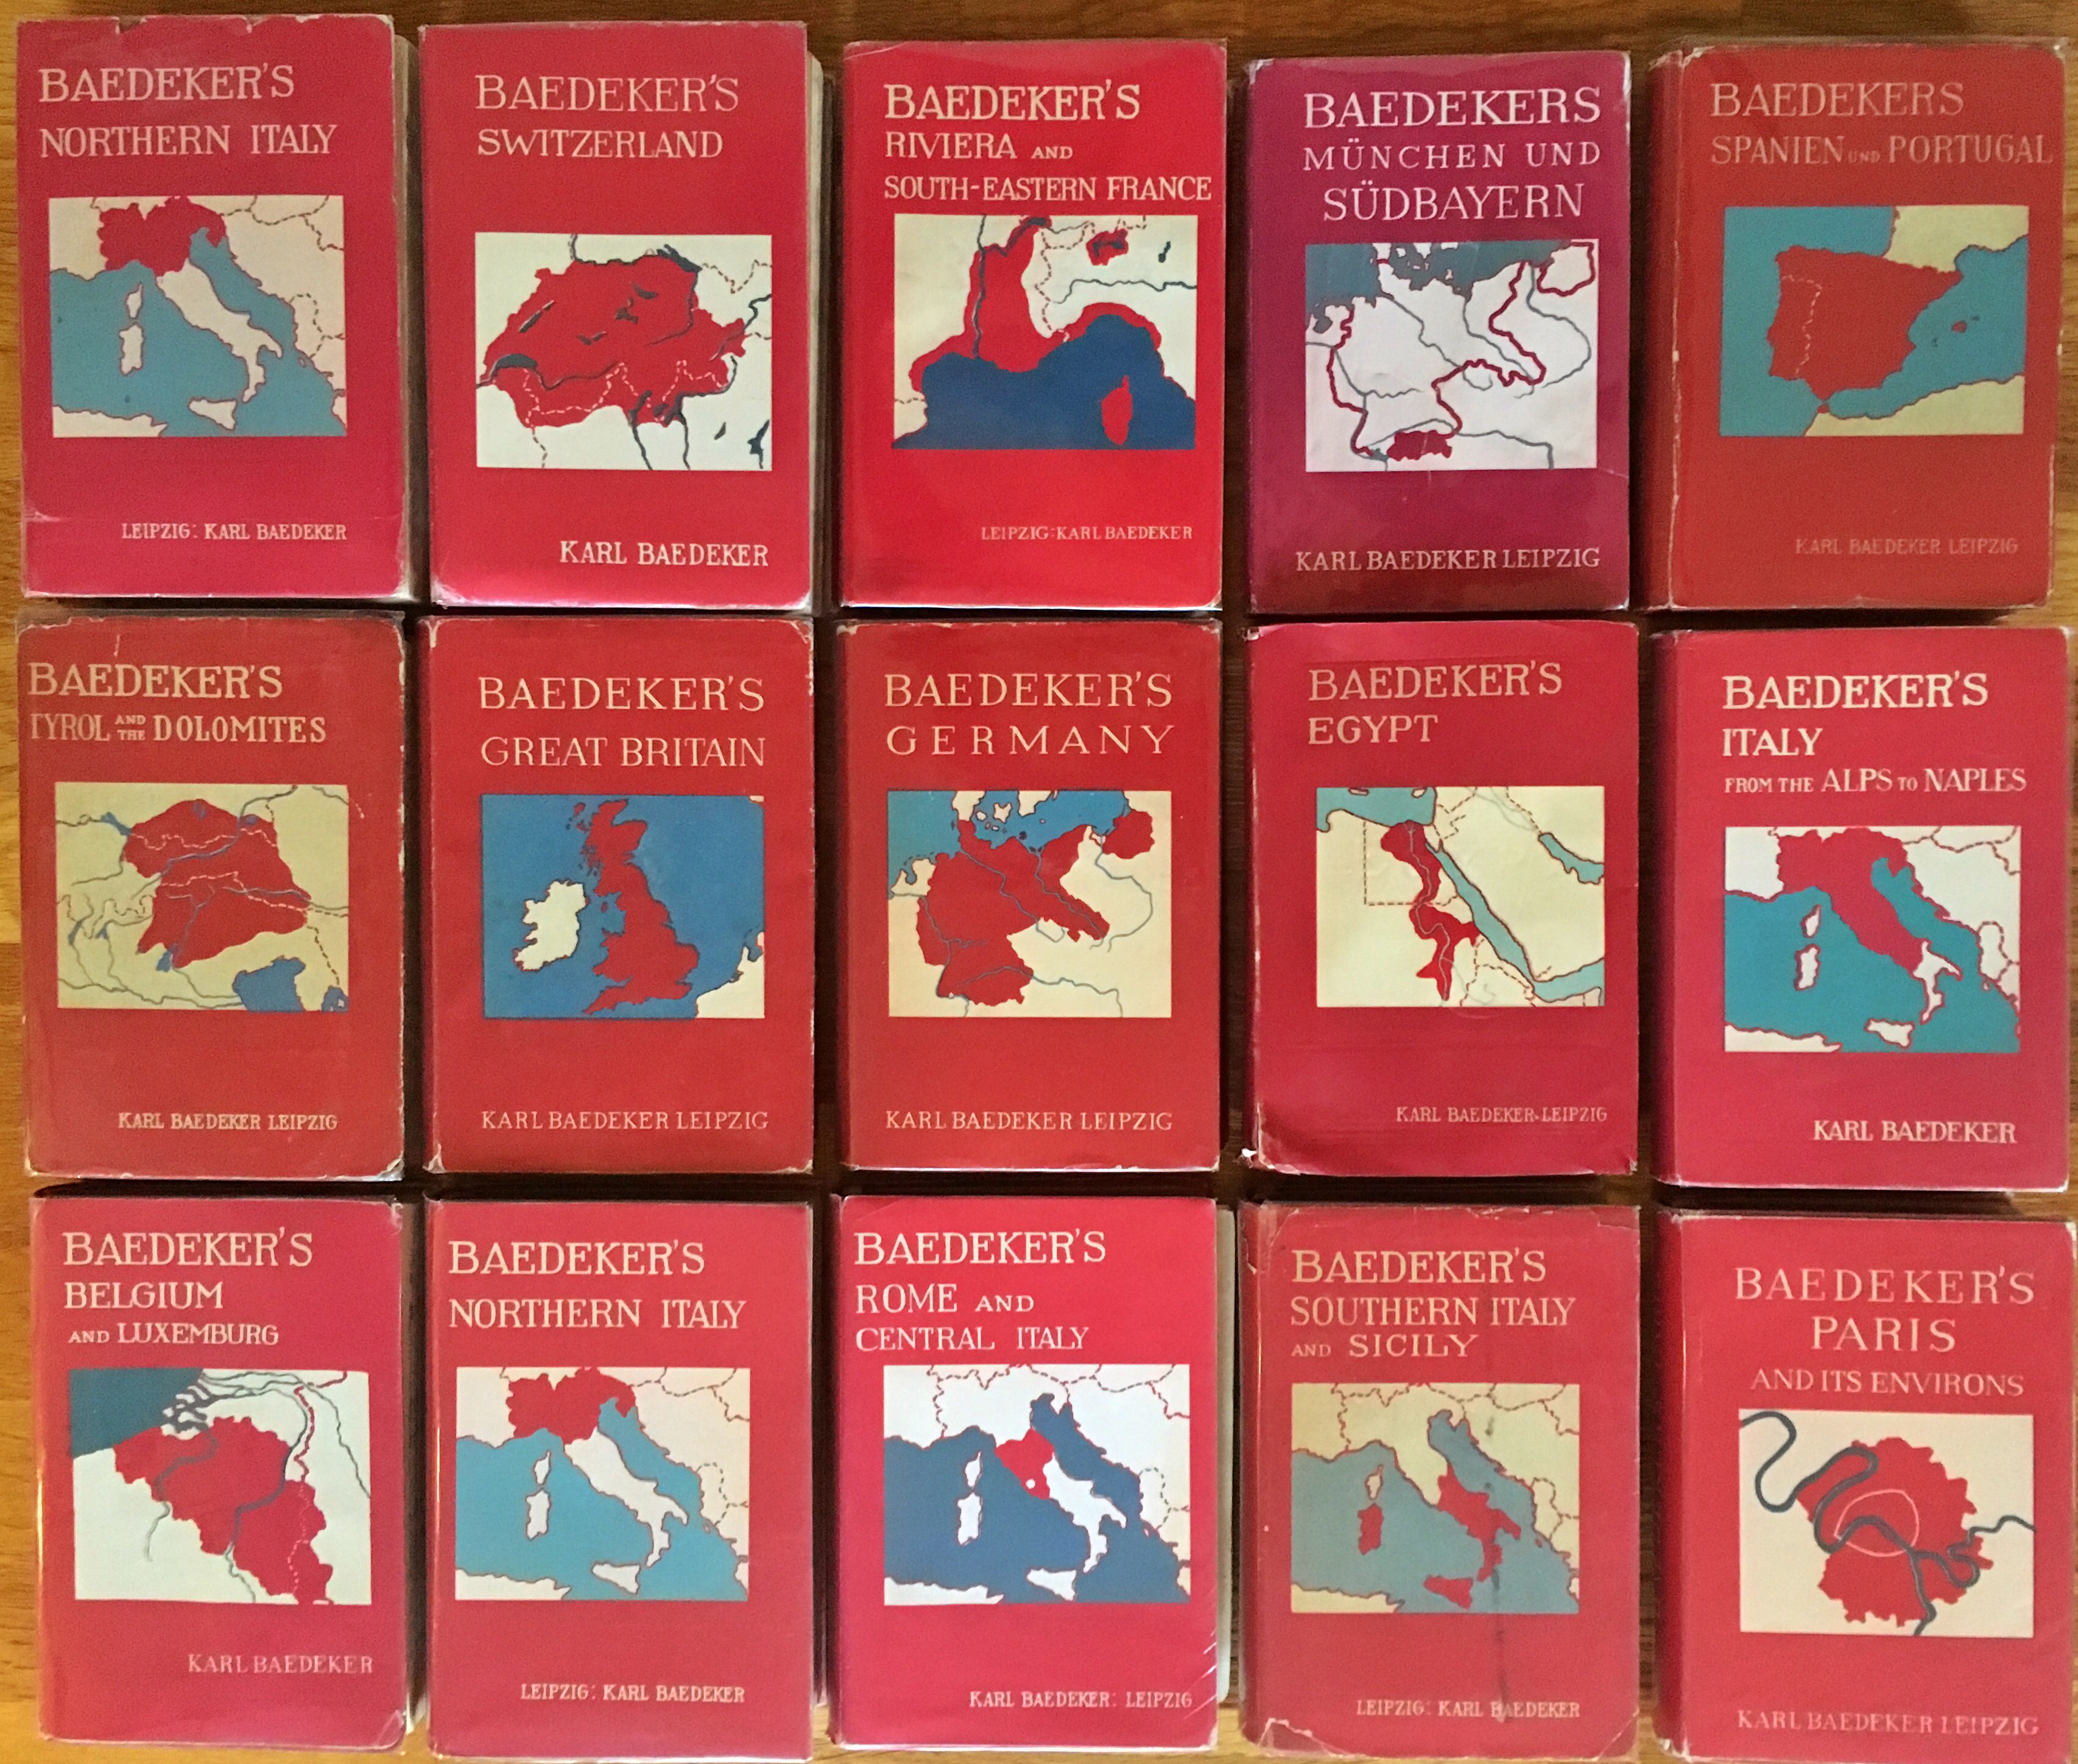 BAEDEKER'S
NORTHERN ITALY
LEIPZIG: KARL BAEDEKER
BAEDEKER'S
SWITZERLAND
KARL BAEDEKER
BAEDEKER'S
RIVIERA AND
SOUTH-EASTERN FRANCE
LEIPZIG: KARL BAEDEKER
BAEDEKERS
MÜNCHEN UND
SÜDBAYERN
KARL BAEDEKER LEIPZIG
BAEDEKERS
SPANIEN UND PORTUGAL
KARL BAEDEKER LEIPZIG
BAEDEKER'S
TYROL AND THE DOLOMITES
KARL BAEDEKER LEIPZIG
BAEDEKER'S
GREAT BRITAIN
KARL BAEDEKER LEIPZIG
BAEDEKER'S
GERMANY
KARL BAEDEKER LEIPZIG
BAEDEKER'S
EGYPT
KARL BAEDEKER-LEIPZIG
BAEDEKER'S
ITALY
FROM THE ALPS TO NAPLES
KARL BAEDEKER
BAEDEKER'S
BELGIUM
AND LUXEMBURG
KARL BAEDEKER
BAEDEKER'S
NORTHERN ITALY
LEIPZIG: KARL BAEDEKER
BAEDEKER'S
ROME AND
CENTRAL ITALY
KARL BAEDEKER: LEIPZIG
BAEDEKER'S
SOUTHERN ITALY
AND SICILY
LEIPZIG: KARL BAEDEKER
BAEDEKER'S
PARIS
AND ITS ENVIRONS
KARL BAEDEKER LEIPZIG